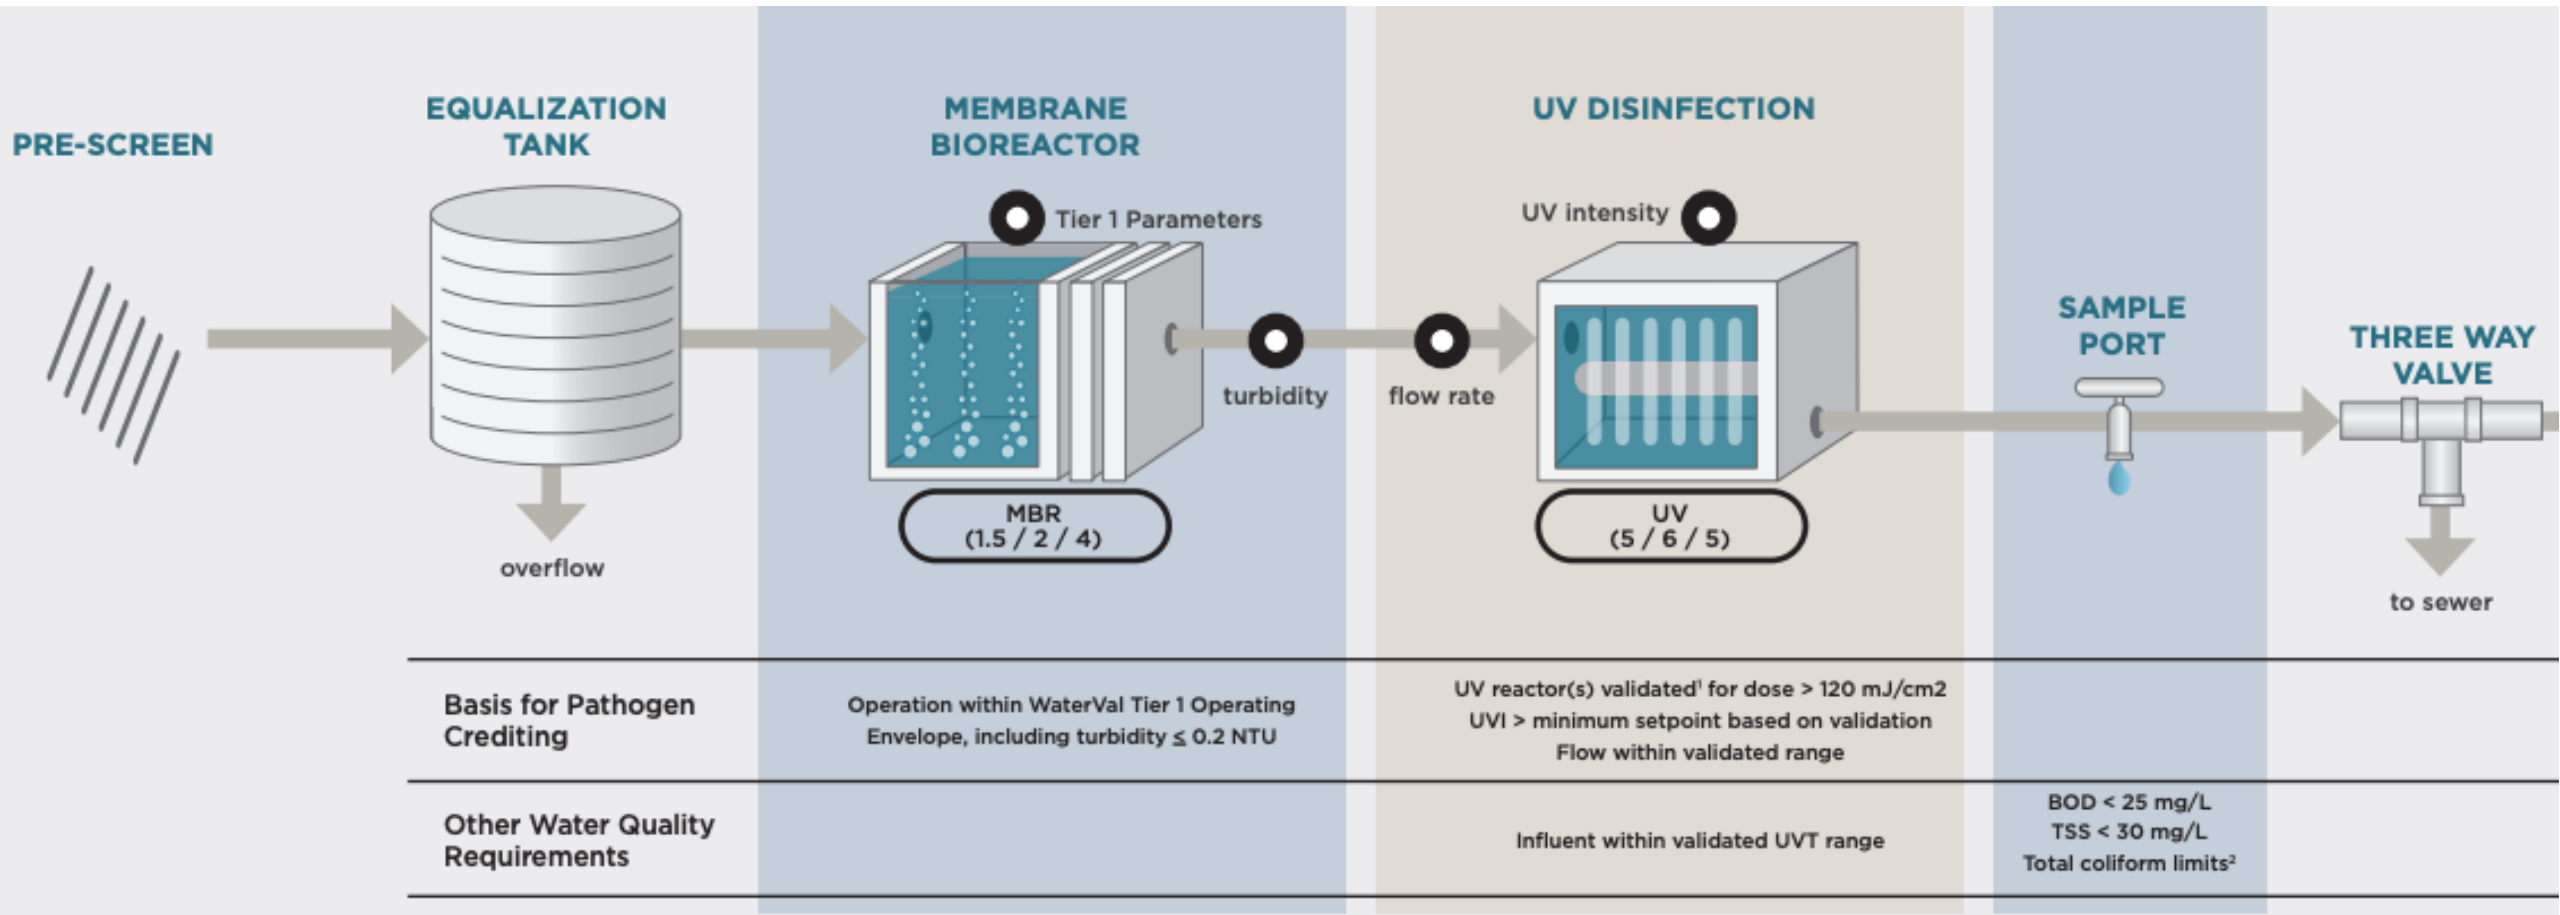 PRE-SCREEN
EQUALIZATION
TANK
overflow
MEMBRANE
BIOREACTOR
Tier 1 Parameters
MBR
(1.5 / 2 / 4)
turbidity
flow rate
UV DISINFECTION
UV intensity
UV
(5 / 6 / 5)
SAMPLE
PORT
THREE WAY
VALVE
to sewer
Basis for Pathogen
Crediting
Operation within WaterVal Tier 1 Operating
Envelope, including turbidity ≤ 0.2 NTU
UV reactor(s) validated¹ for dose > 120 mJ/cm2
UVI > minimum setpoint based on validation
Flow within validated range
Other Water Quality
Requirements
Influent within validated UVT range
BOD < 25 mg/L
TSS < 30 mg/L
Total coliform limits²